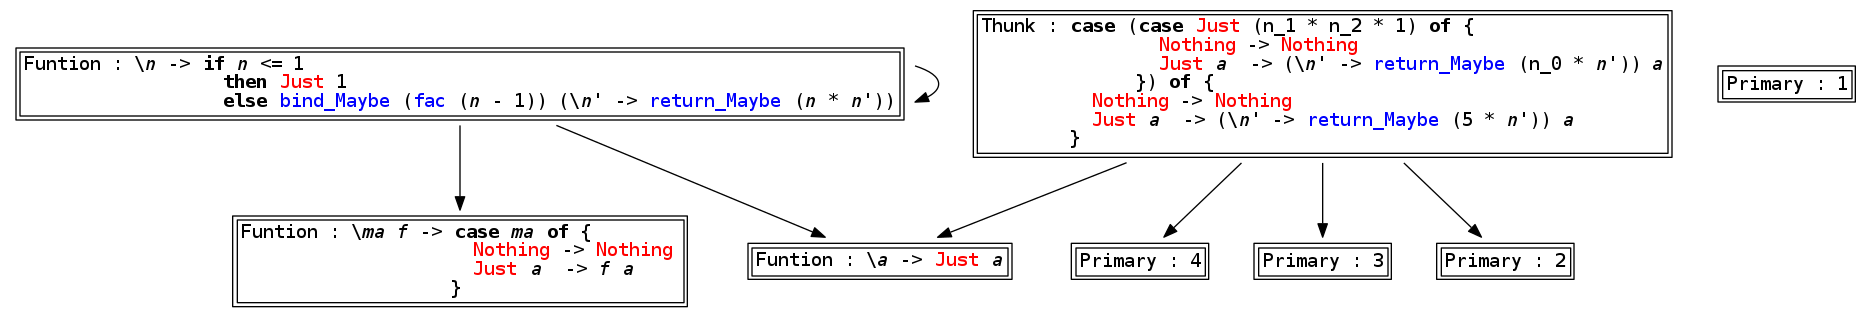 Funtion : \n -> if n <= 1
then Just 1
else bind_Maybe (fac (n - 1)) (\n' -> return_Maybe (n * n'))
Thunk : case (case Just (n_1 * n_2 * 1) of {
Nothing -> Nothing
Just a  -> (\n' -> return_Maybe (n_0 * n')) a
}) of {
Nothing -> Nothing
Just a  -> (\n' -> return_Maybe (5 * n')) a
}
Primary : 1
Funtion : \ma f -> case ma of {
Nothing -> Nothing
Just a  -> f a
}
Funtion : \a -> Just a
Primary : 4
Primary : 3
Primary : 2